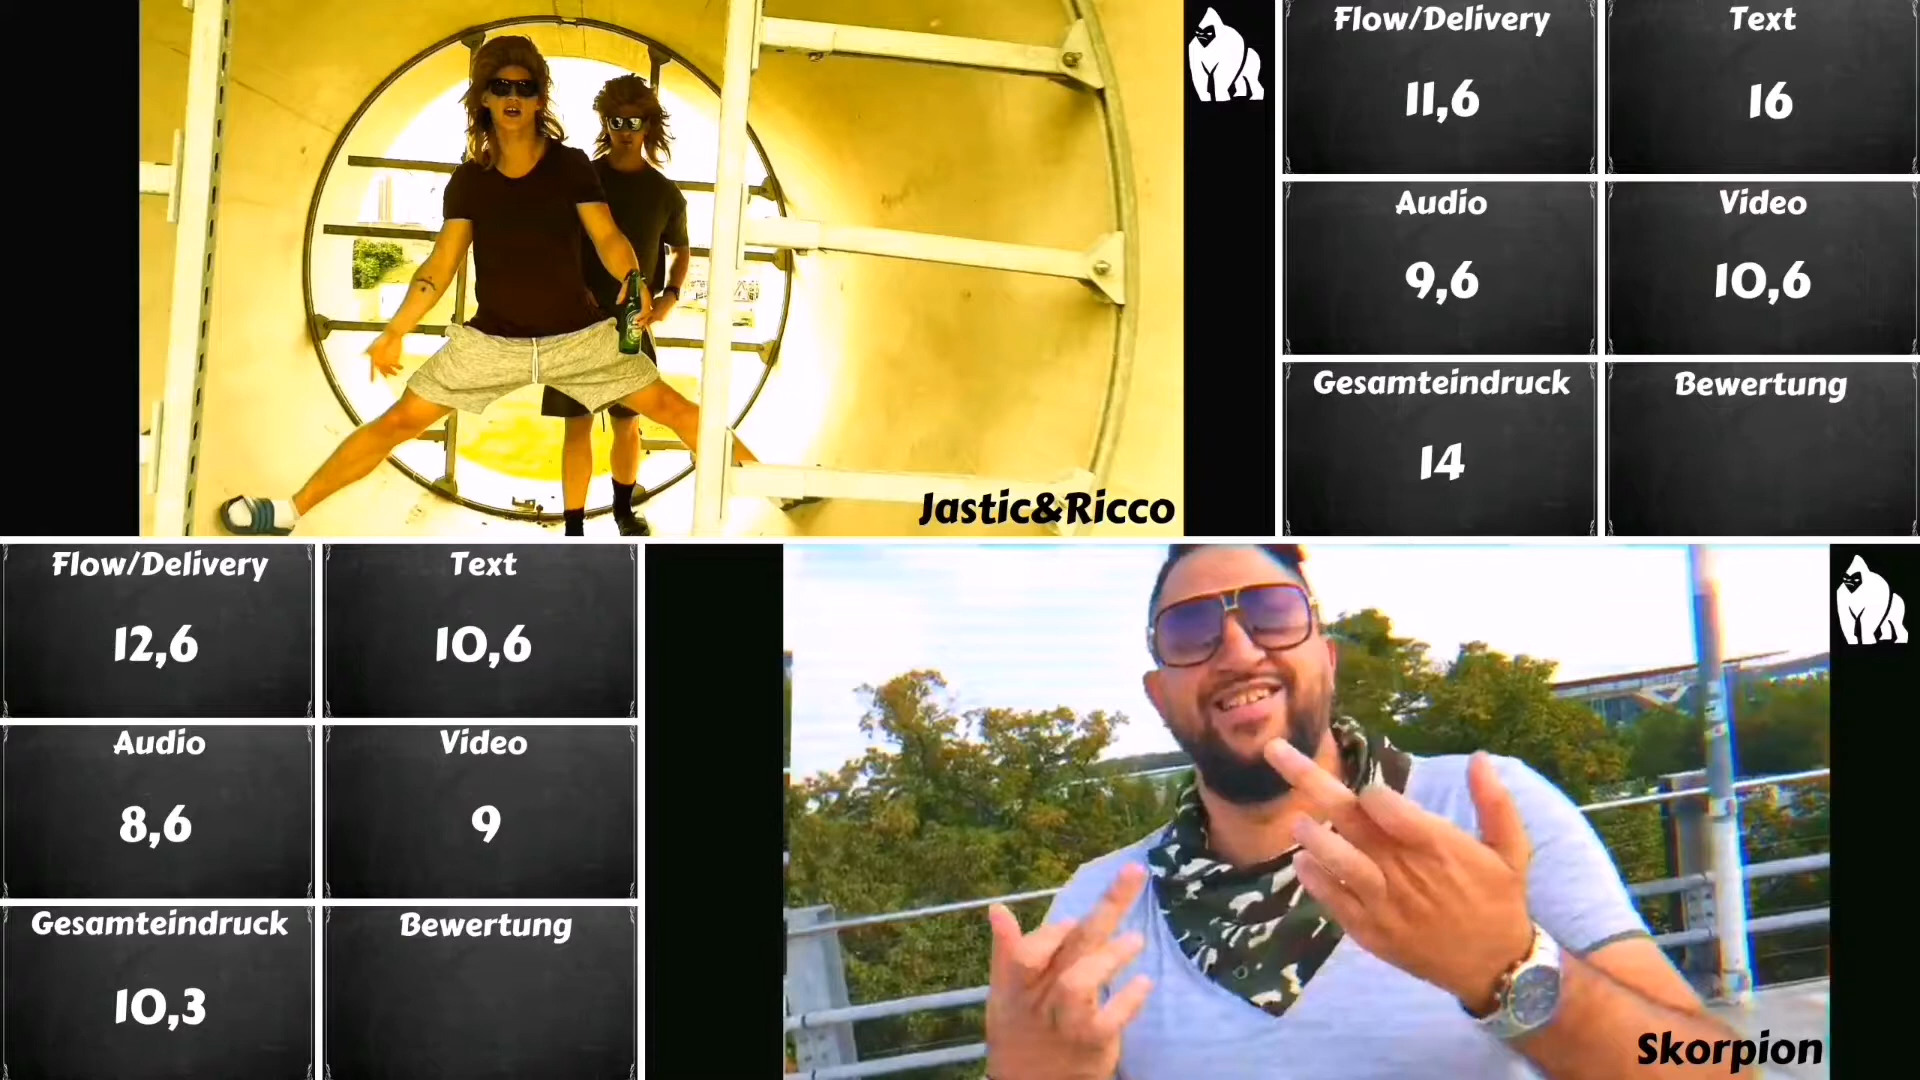 Flow/Delivery
11,6
Text
16
Audio
9,6
Video
10,6
Gesamteindruck
14
Bewertung
Jastic&Ricco
Flow/Delivery
12,6
Text
10,6
Audio
8,6
Video
9
Gesamteindruck
10,3
Bewertung
Skorpion